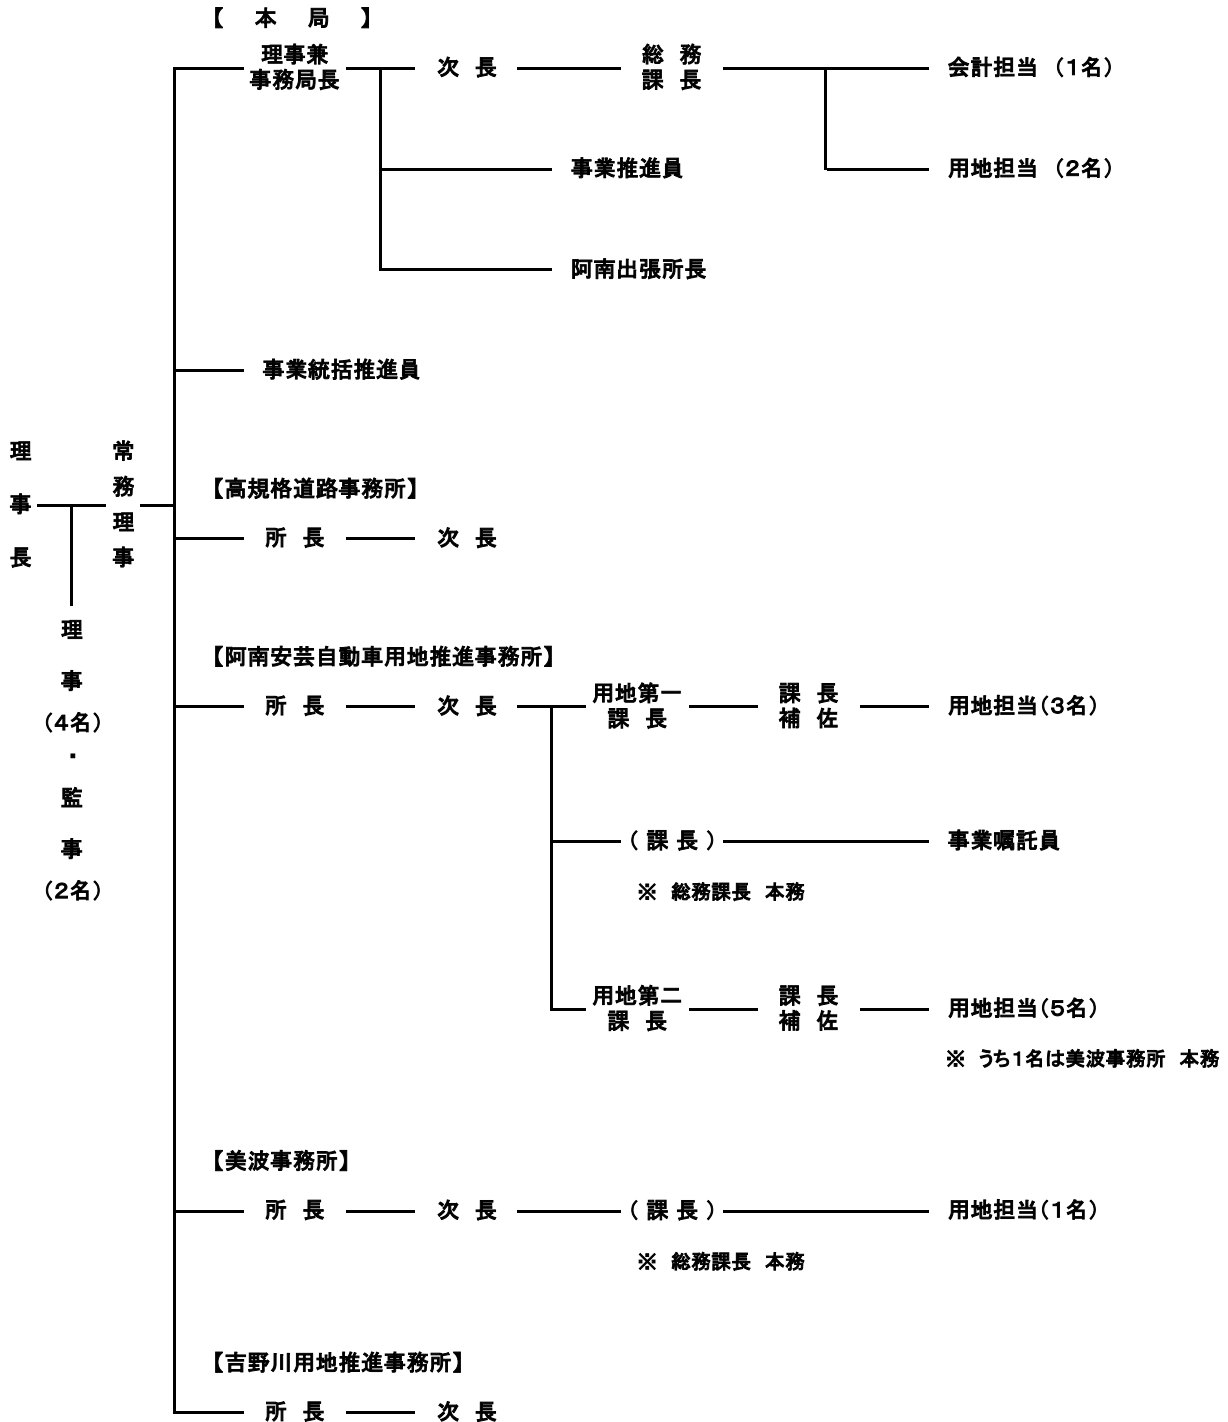 【　本　局　】
理事兼
事務局長
次 長
総 務
課 長
会計担当 （１名）
事業推進員
用地担当 （２名）
阿南出張所長
事業統括推進員
理事長
常務理事
理事（４名）・監事（２名）
【高規格道路事務所】
所 長
次 長
【阿南安芸自動車用地推進事務所】
所 長
次 長
用地第一
課 長
課 長
補 佐
用地担当（３名）
（ 課 長 ）
事業嘱託員
※ 総務課長 本務
用地第二
課 長
課 長
補 佐
用地担当（５名）
※ うち１名は美波事務所 本務
【美波事務所】
所 長
次 長
（ 課 長 ）
用地担当（１名）
※ 総務課長 本務
【吉野川用地推進事務所】
所 長
次 長